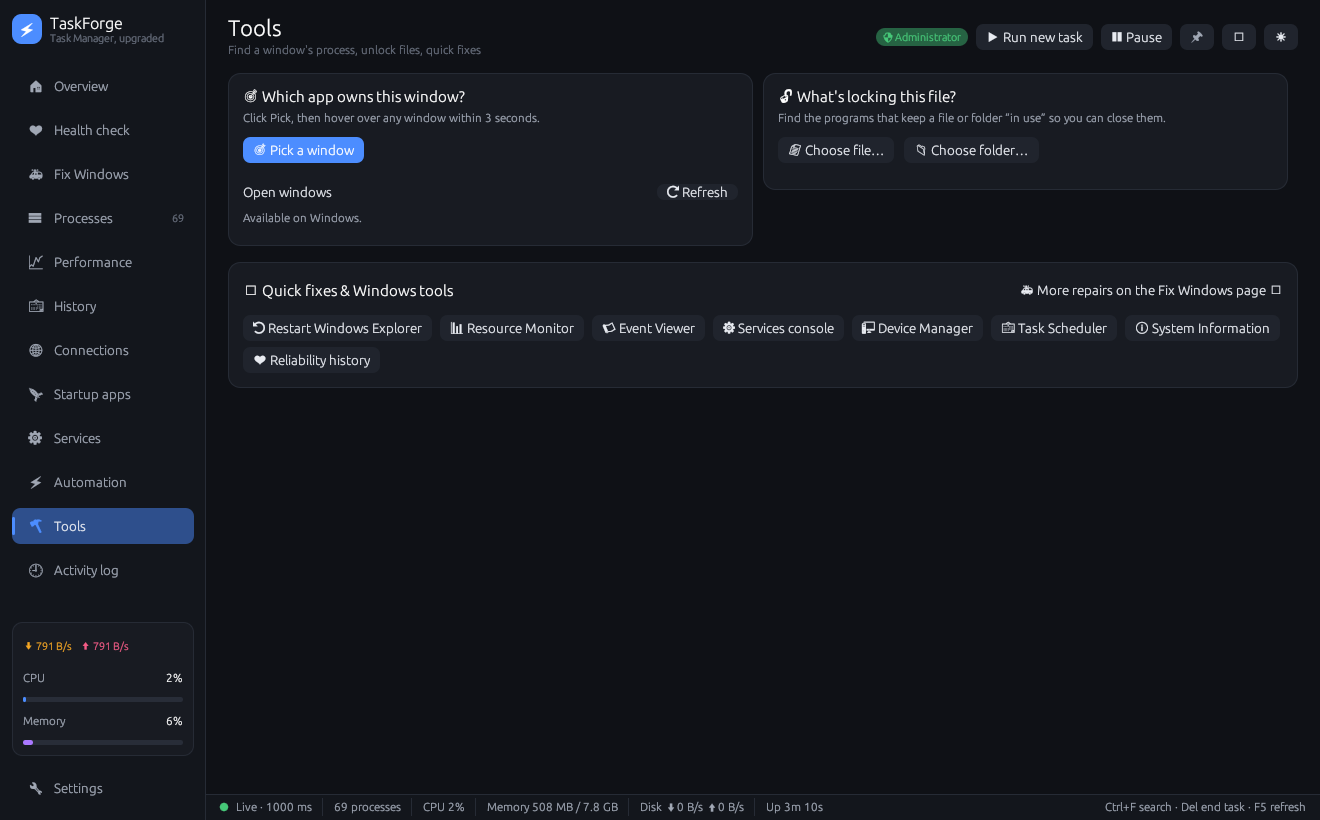 TaskForge
Task Manager, upgraded
Overview
Health check
Fix Windows
Processes 69
Performance
History
Connections
Startup apps
Services
Automation
Tools
Activity log
791 B/s 791 B/s
CPU 2%
Memory 6%
Settings
Tools
Find a window's process, unlock files, quick fixes
Administrator
Run new task
Pause
Which app owns this window?
Click Pick, then hover over any window within 3 seconds.
Pick a window
Open windows
Refresh
Available on Windows.
What's locking this file?
Find the programs that keep a file or folder “in use” so you can close them.
Choose file…
Choose folder…
Quick fixes & Windows tools
More repairs on the Fix Windows page
Restart Windows Explorer
Resource Monitor
Event Viewer
Services console
Device Manager
Task Scheduler
System Information
Reliability history
Live · 1000 ms
69 processes
CPU 2%
Memory 508 MB / 7.8 GB
Disk 0 B/s 0 B/s
Up 3m 10s
Ctrl+F search · Del end task · F5 refresh